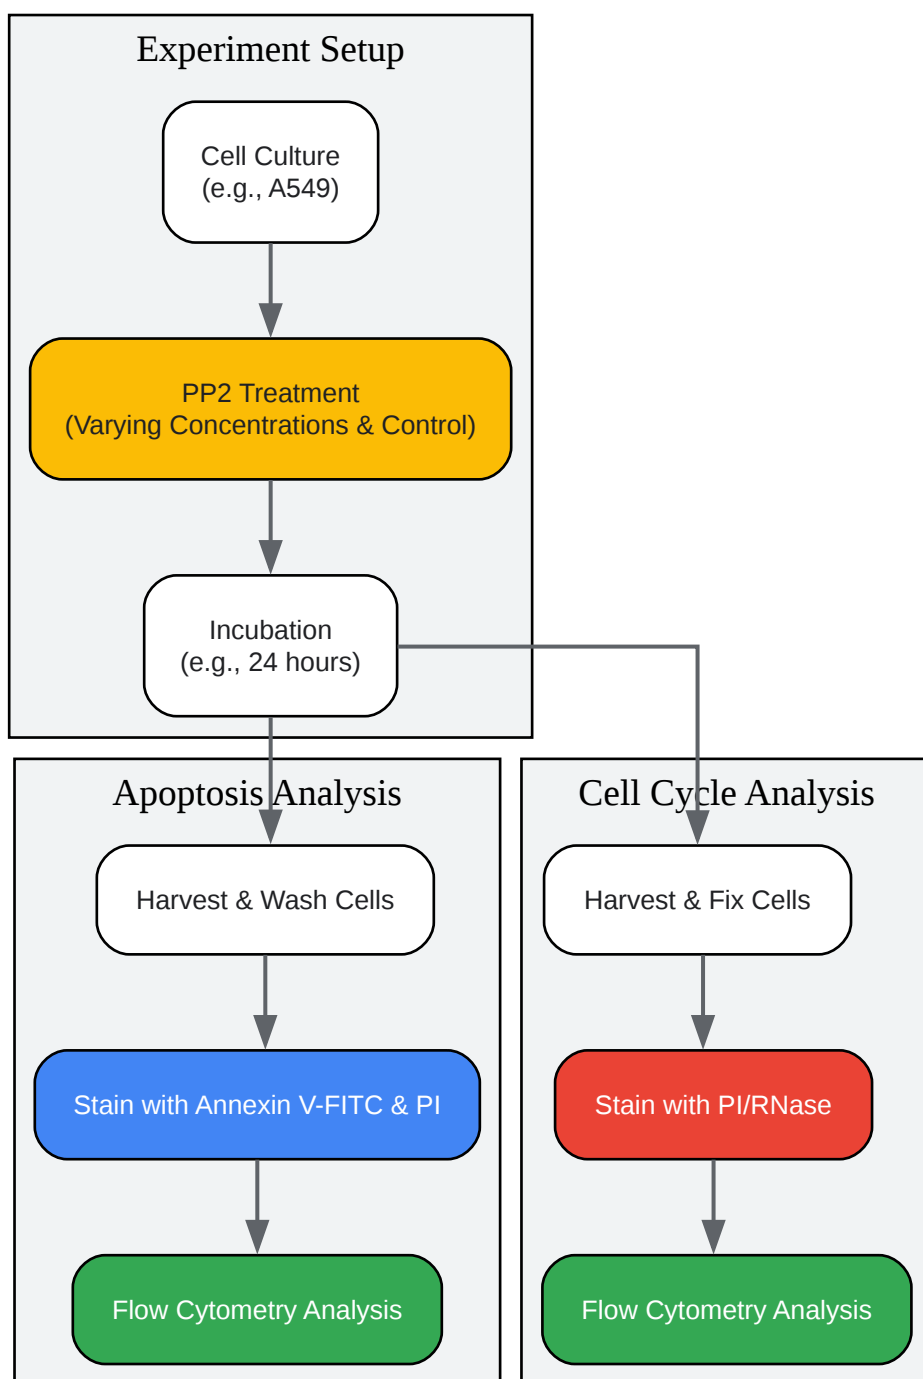 Experiment Setup
Cell Culture
(e.g., A549)
PP2 Treatment
(Varying Concentrations & Control)
Incubation
(e.g., 24 hours)
Apoptosis Analysis
Harvest & Wash Cells
Stain with Annexin V-FITC & PI
Flow Cytometry Analysis
Cell Cycle Analysis
Harvest & Fix Cells
Stain with PI/RNase
Flow Cytometry Analysis